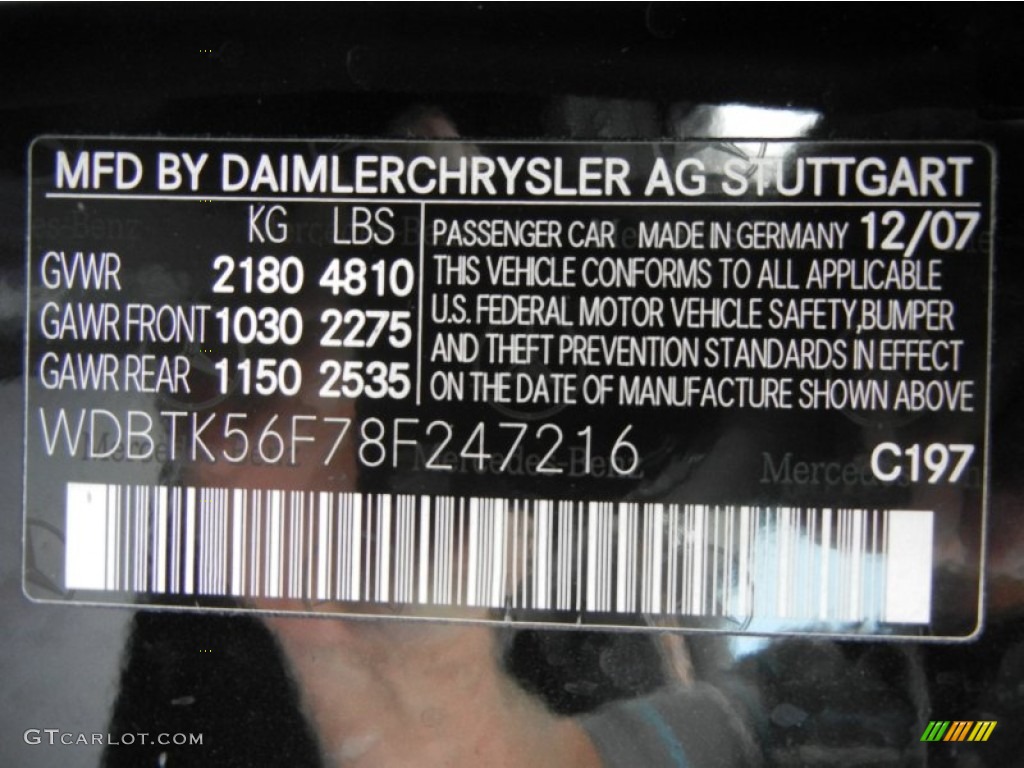 MFD BY DAIMLERCHRYSLER AG STUTTGART
KG LBS
GVWR 2180 4810
GAWR FRONT 1030 2275
GAWR REAR 1150 2535
PASSENGER CAR MADE IN GERMANY 12/07
THIS VEHICLE CONFORMS TO ALL APPLICABLE
U.S. FEDERAL MOTOR VEHICLE SAFETY,BUMPER
AND THEFT PREVENTION STANDARDS IN EFFECT
ON THE DATE OF MANUFACTURE SHOWN ABOVE
WDBTK56F78F247216
C197
Mercedes-Benz
GTCARLOT.COM